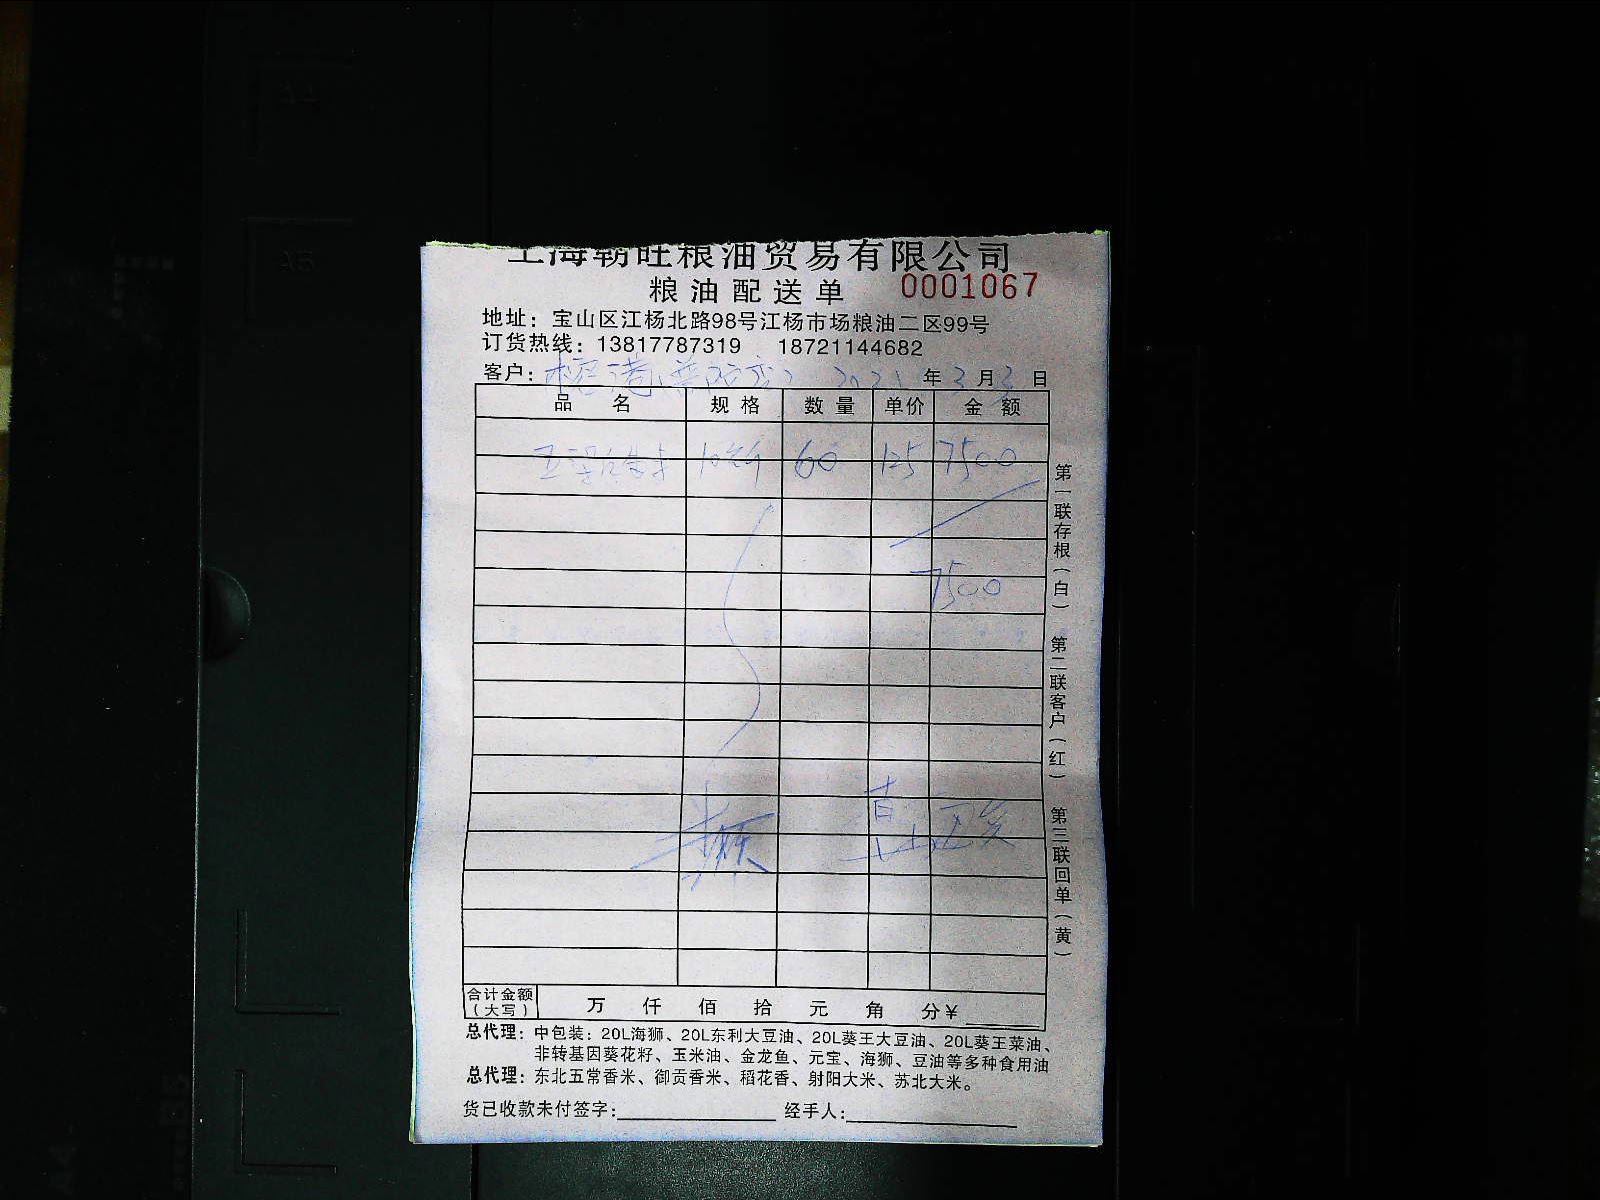 上海朝旺粮油贸易有限公司
粮油配送单 0001067
地址：宝山区江杨北路98号江杨市场粮油二区99号
订货热线：13817787319 18721144682
客户： 2021年3月3日
品名 规格 数量 单价 金额
60 125 7500
7500
合计金额（大写） 万 仟 佰 拾 元 角 分¥
总代理：中包装：20L海狮、20L东利大豆油、20L葵王大豆油、20L葵王菜油、
非转基因葵花籽、玉米油、金龙鱼、元宝、海狮、豆油等多种食用油
总代理：东北五常香米、御贡香米、稻花香、射阳大米、苏北大米。
货已收款未付签字： 经手人：
第一联存根（白） 第二联客户（红） 第三联回单（黄）